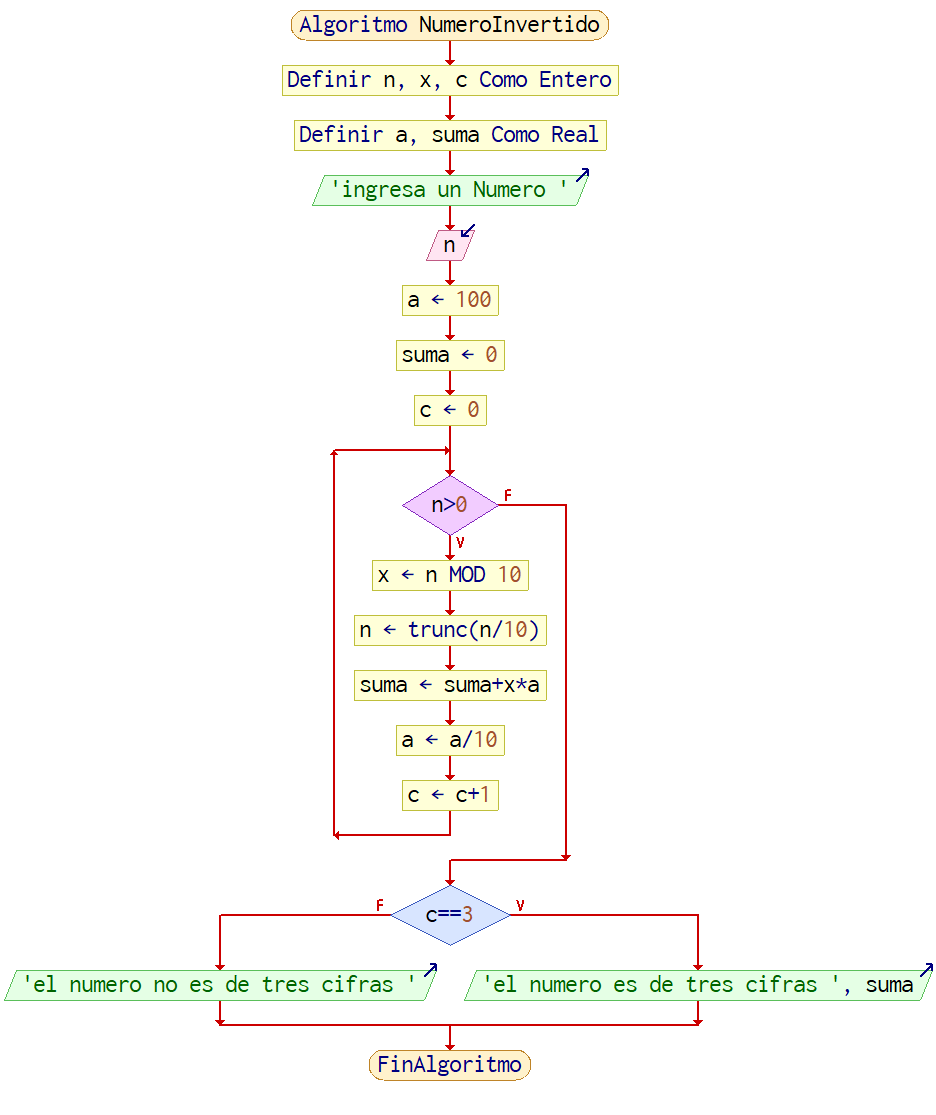 Algoritmo NumeroInvertido
Definir n, x, c Como Entero
Definir a, suma Como Real
'ingresa un Numero '
n
a ← 100
suma ← 0
c ← 0
n>0
F
V
x ← n MOD 10
n ← trunc(n/10)
suma ← suma+x*a
a ← a/10
c ← c+1
F
c==3
V
'el numero no es de tres cifras '
'el numero es de tres cifras ', suma
FinAlgoritmo